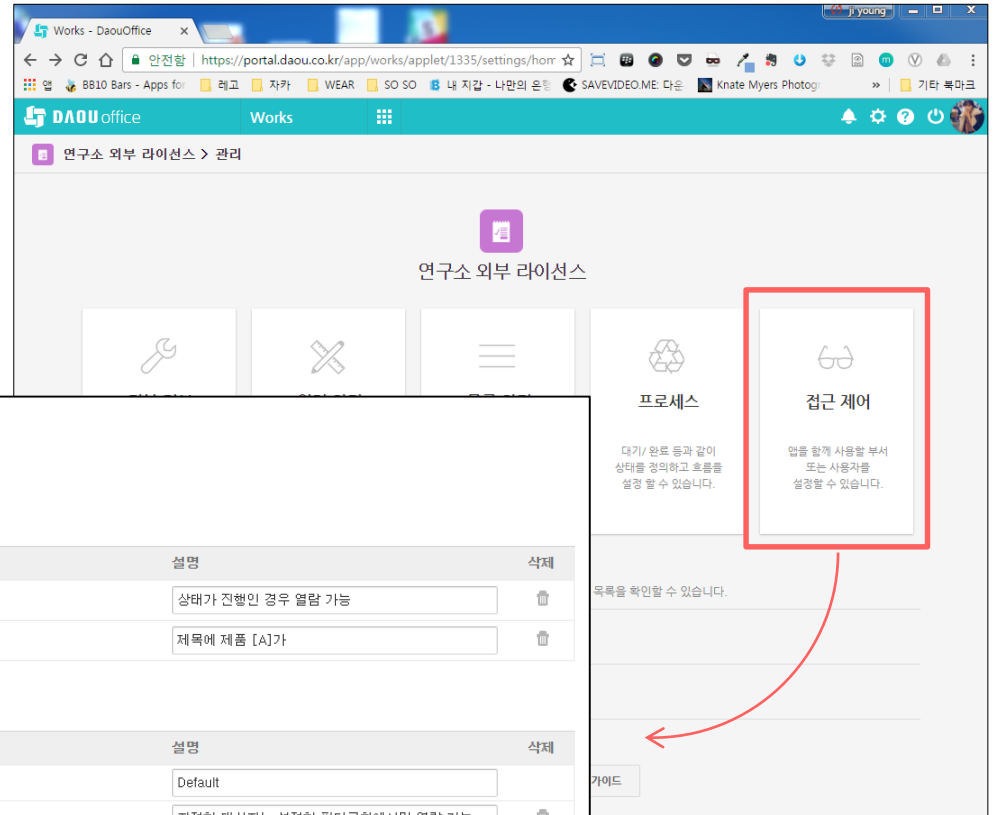 ji young
Works - DaouOffice
안전함 https://portal.daou.co.kr/app/works/applet/1335/settings/hom
앱 BB10 Bars - Apps for 레고 자카 WEAR SO SO 내 지갑 - 나만의 은행 SAVEVIDEO.ME: 다운 Knate Myers Photog » 기타 북마크
DAOU office Works
연구소 외부 라이선스 > 관리
연구소 외부 라이선스
프로세스
대기/ 완료 등과 같이
상태를 정의하고 흐름을
설정 할 수 있습니다.
접근 제어
앱을 함께 사용할 부서
또는 사용자를
설정할 수 있습니다.
목록을 확인할 수 있습니다.
가이드
설명 삭제
상태가 진행인 경우 열람 가능
제목에 제품 [A]가
설명 삭제
Default